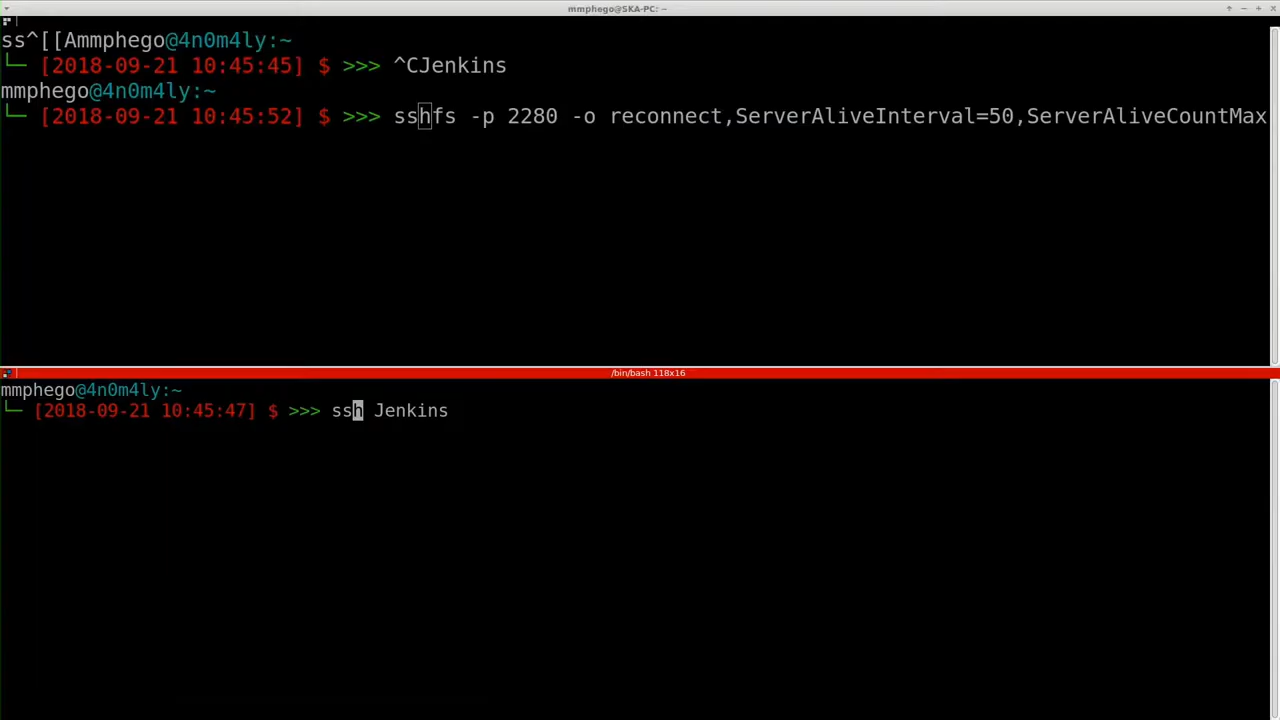 mmphego@SKA-PC: ~
ss^[[Ammphego@4n0m4ly:~
└─ [2018-09-21 10:45:45] $ >>> ^CJenkins
mmphego@4n0m4ly:~
└─ [2018-09-21 10:45:52] $ >>> sshfs -p 2280 -o reconnect,ServerAliveInterval=50,ServerAliveCountMax
/bin/bash 118x16
mmphego@4n0m4ly:~
└─ [2018-09-21 10:45:47] $ >>> ssh Jenkins